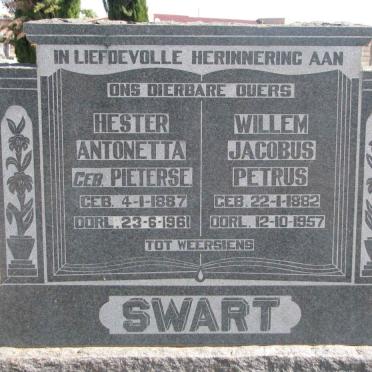 IN LIEFDEVOLLE HERINNERING AAN
ONS DIERBARE OUERS
HESTER
ANTONETTA
GEB. PIETERSE.
GEB. 4-1-1887
OORL. 23-6-1961
WILLEM
JACOBUS
PETRUS
GEB. 22-1-1882
OORL. 12-10-1957
TOT WEERSIENS
SWART